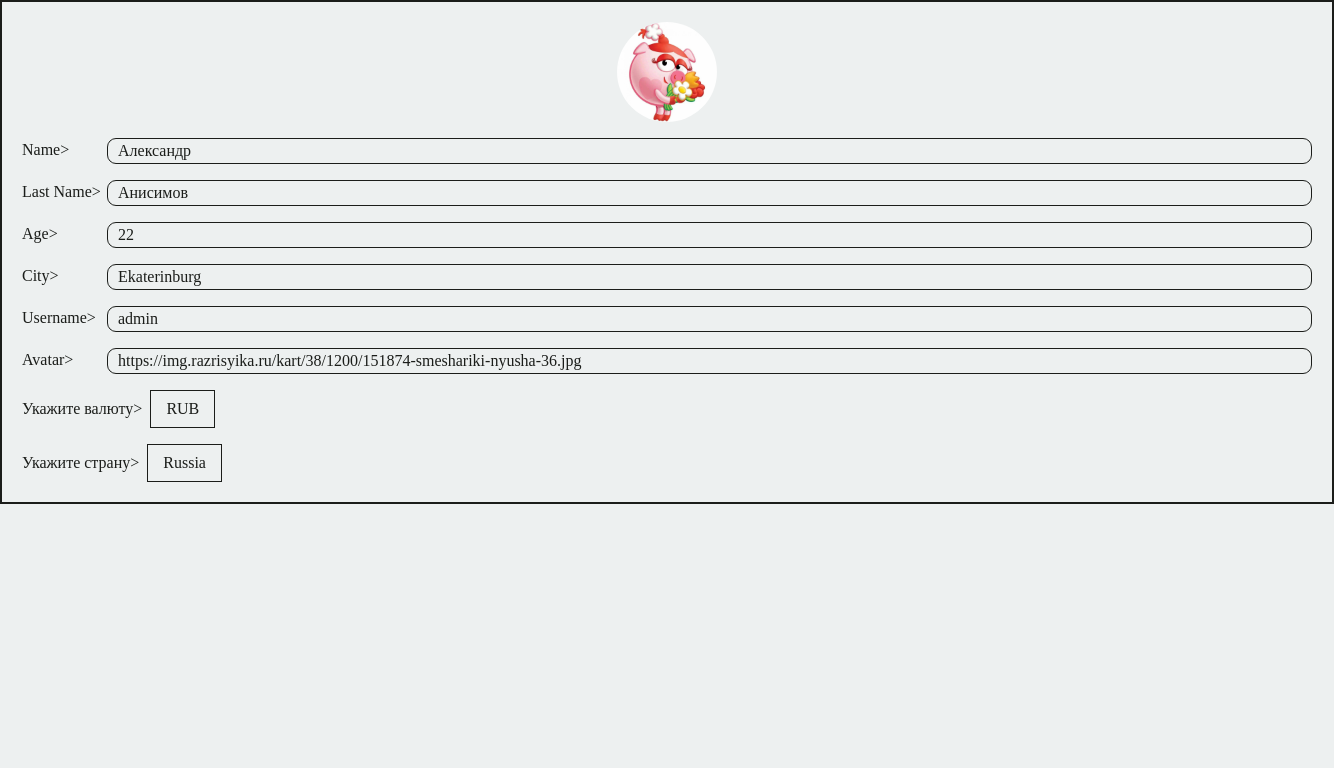 Name> Александр
Last Name> Анисимов
Age> 22
City> Ekaterinburg
Username> admin
Avatar> https://img.razrisyika.ru/kart/38/1200/151874-smeshariki-nyusha-36.jpg
Укажите валюту> RUB
Укажите страну> Russia